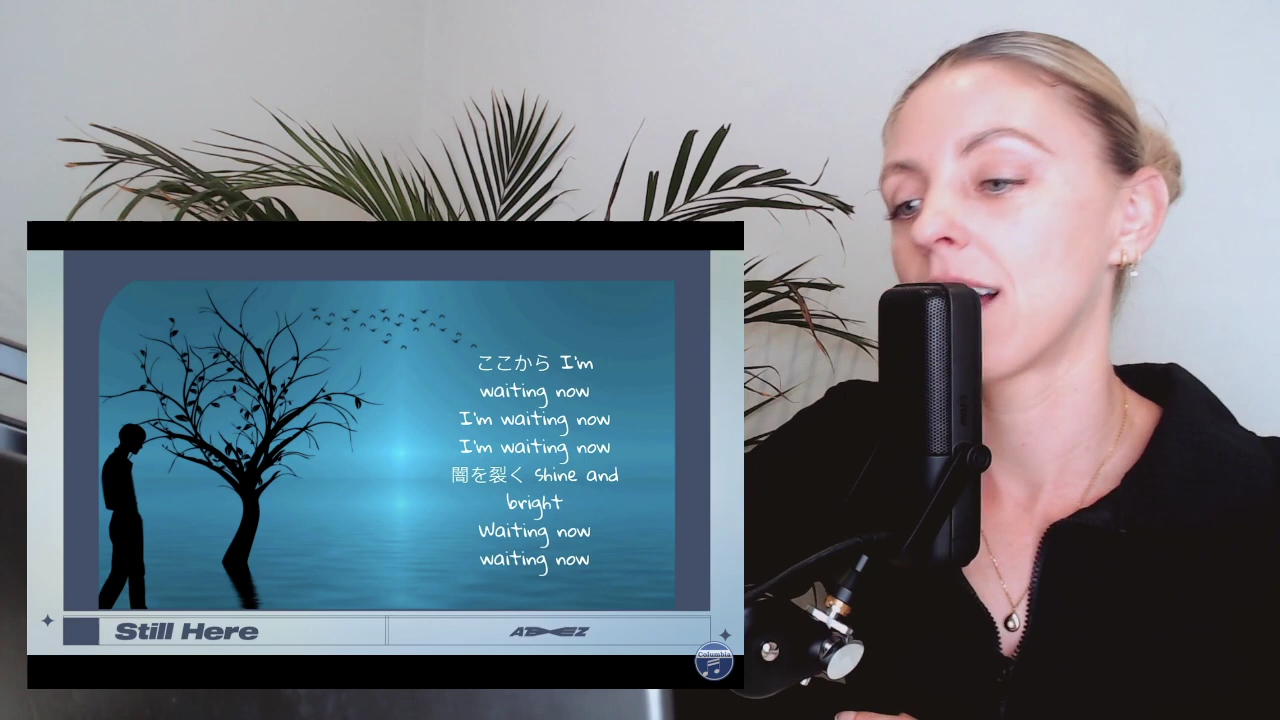 ここから I'm
waiting now
I'm waiting now
I'm waiting now
闇を裂く shine and
bright
Waiting now
waiting now
Still Here
ATEEZ
Columbia